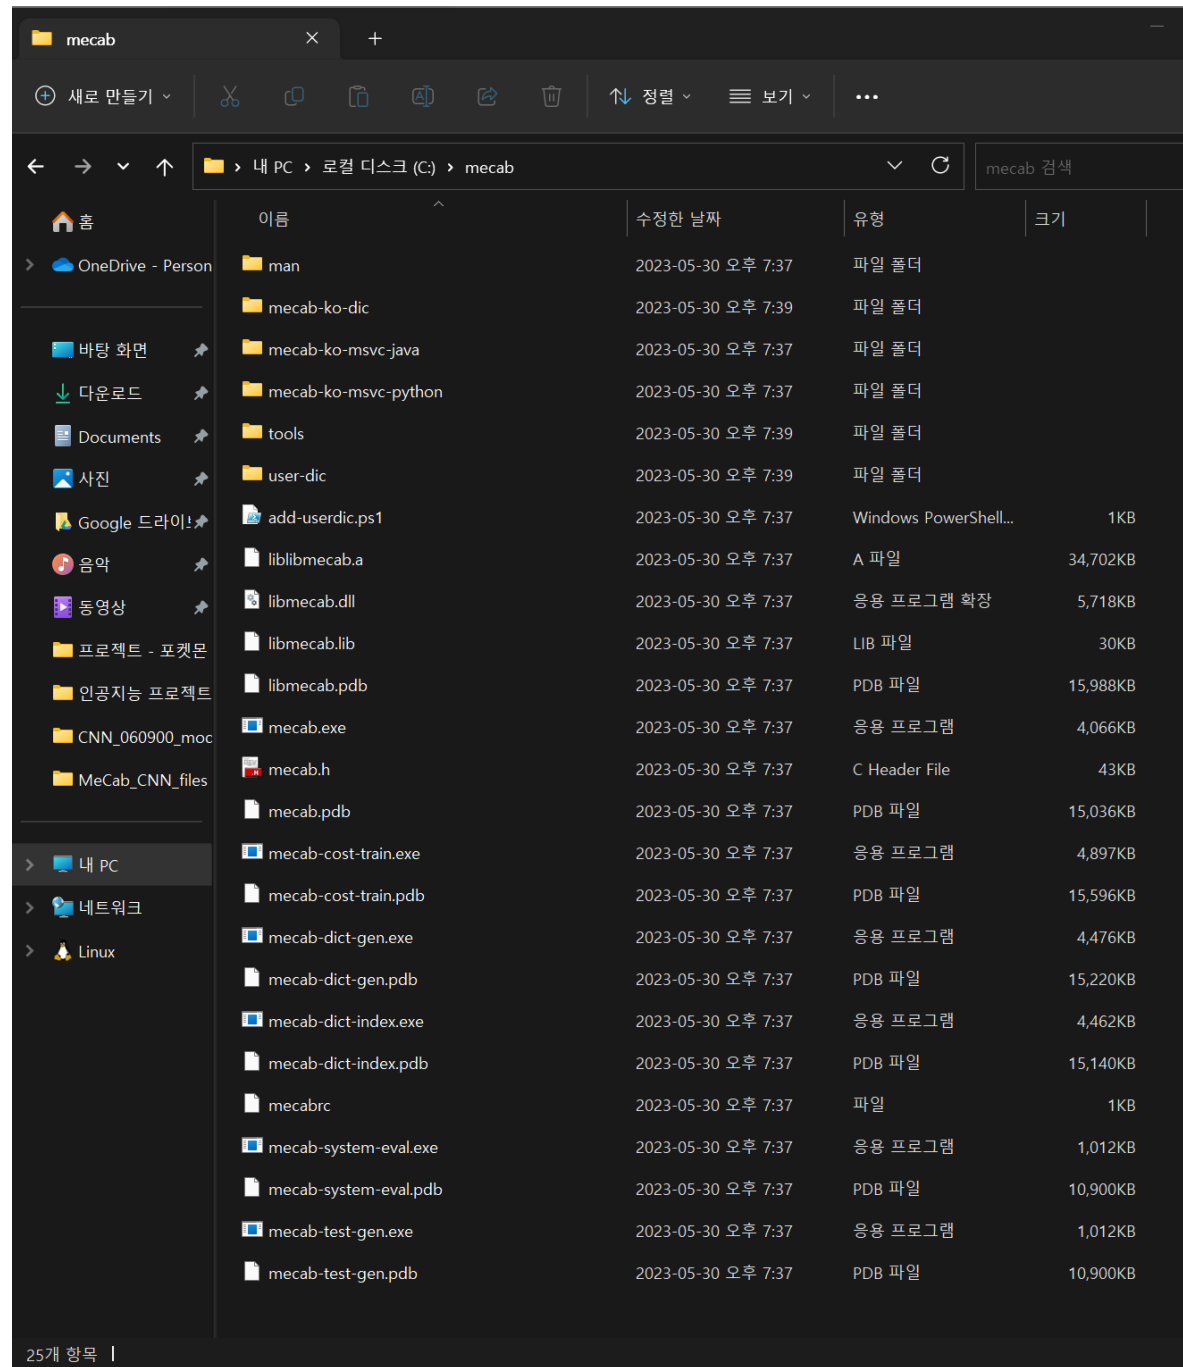 mecab
새로 만들기
정렬
보기
내 PC > 로컬 디스크 (C:) > mecab
mecab 검색
홈
OneDrive - Person
바탕 화면
다운로드
Documents
사진
Google 드라이브
음악
동영상
프로젝트 - 포켓몬
인공지능 프로젝트
CNN_060900_moc
MeCab_CNN_files
내 PC
네트워크
Linux
이름 수정한 날짜 유형 크기
man 2023-05-30 오후 7:37 파일 폴더
mecab-ko-dic 2023-05-30 오후 7:39 파일 폴더
mecab-ko-msvc-java 2023-05-30 오후 7:37 파일 폴더
mecab-ko-msvc-python 2023-05-30 오후 7:37 파일 폴더
tools 2023-05-30 오후 7:39 파일 폴더
user-dic 2023-05-30 오후 7:39 파일 폴더
add-userdic.ps1 2023-05-30 오후 7:37 Windows PowerShell... 1KB
liblibmecab.a 2023-05-30 오후 7:37 A 파일 34,702KB
libmecab.dll 2023-05-30 오후 7:37 응용 프로그램 확장 5,718KB
libmecab.lib 2023-05-30 오후 7:37 LIB 파일 30KB
libmecab.pdb 2023-05-30 오후 7:37 PDB 파일 15,988KB
mecab.exe 2023-05-30 오후 7:37 응용 프로그램 4,066KB
mecab.h 2023-05-30 오후 7:37 C Header File 43KB
mecab.pdb 2023-05-30 오후 7:37 PDB 파일 15,036KB
mecab-cost-train.exe 2023-05-30 오후 7:37 응용 프로그램 4,897KB
mecab-cost-train.pdb 2023-05-30 오후 7:37 PDB 파일 15,596KB
mecab-dict-gen.exe 2023-05-30 오후 7:37 응용 프로그램 4,476KB
mecab-dict-gen.pdb 2023-05-30 오후 7:37 PDB 파일 15,220KB
mecab-dict-index.exe 2023-05-30 오후 7:37 응용 프로그램 4,462KB
mecab-dict-index.pdb 2023-05-30 오후 7:37 PDB 파일 15,140KB
mecabrc 2023-05-30 오후 7:37 파일 1KB
mecab-system-eval.exe 2023-05-30 오후 7:37 응용 프로그램 1,012KB
mecab-system-eval.pdb 2023-05-30 오후 7:37 PDB 파일 10,900KB
mecab-test-gen.exe 2023-05-30 오후 7:37 응용 프로그램 1,012KB
mecab-test-gen.pdb 2023-05-30 오후 7:37 PDB 파일 10,900KB
25개 항목